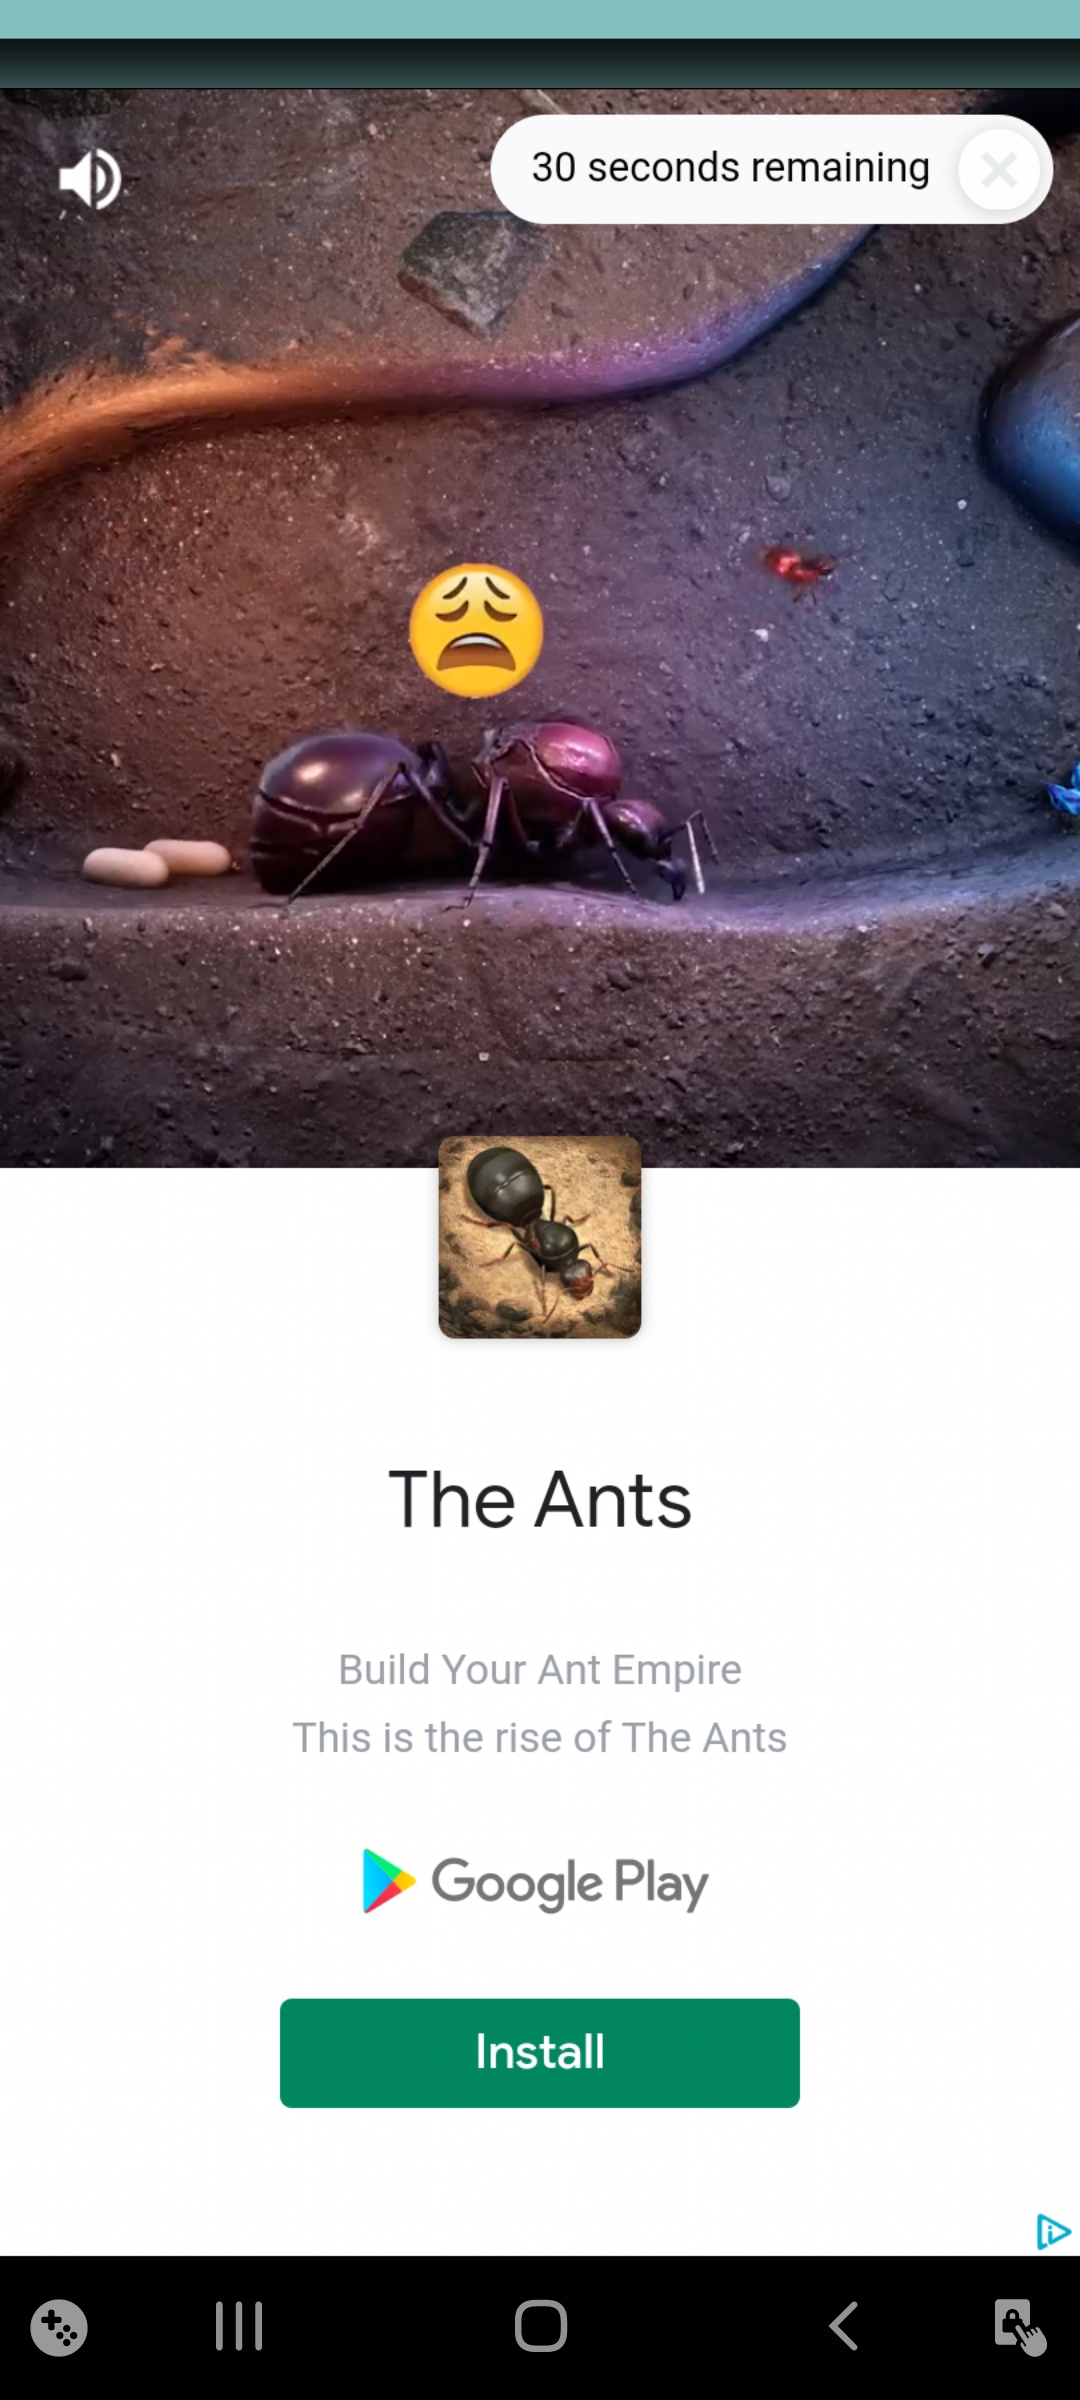 30 seconds remaining
The Ants
Build Your Ant Empire
This is the rise of The Ants
Google Play
Install